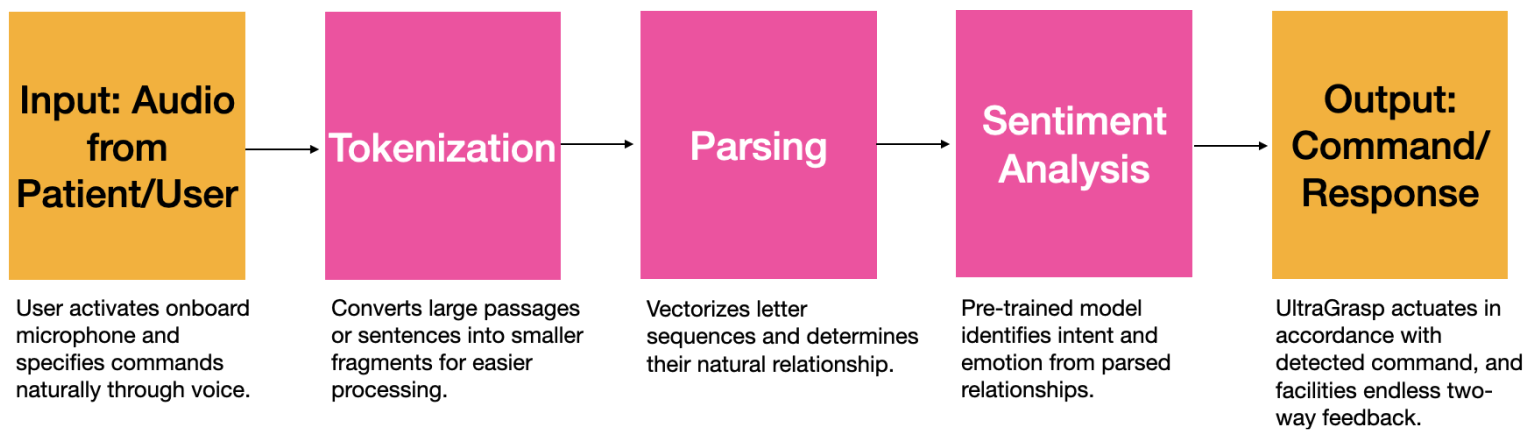 Input: Audio
from
Patient/User
Tokenization
Parsing
Sentiment
Analysis
Output:
Command/
Response
User activates onboard
microphone and
specifies commands
naturally through voice.
Converts large passages
or sentences into smaller
fragments for easier
processing.
Vectorizes letter
sequences and determines
their natural relationship.
Pre-trained model
identifies intent and
emotion from parsed
relationships.
UltraGrasp actuates in
accordance with
detected command, and
facilities endless two-
way feedback.